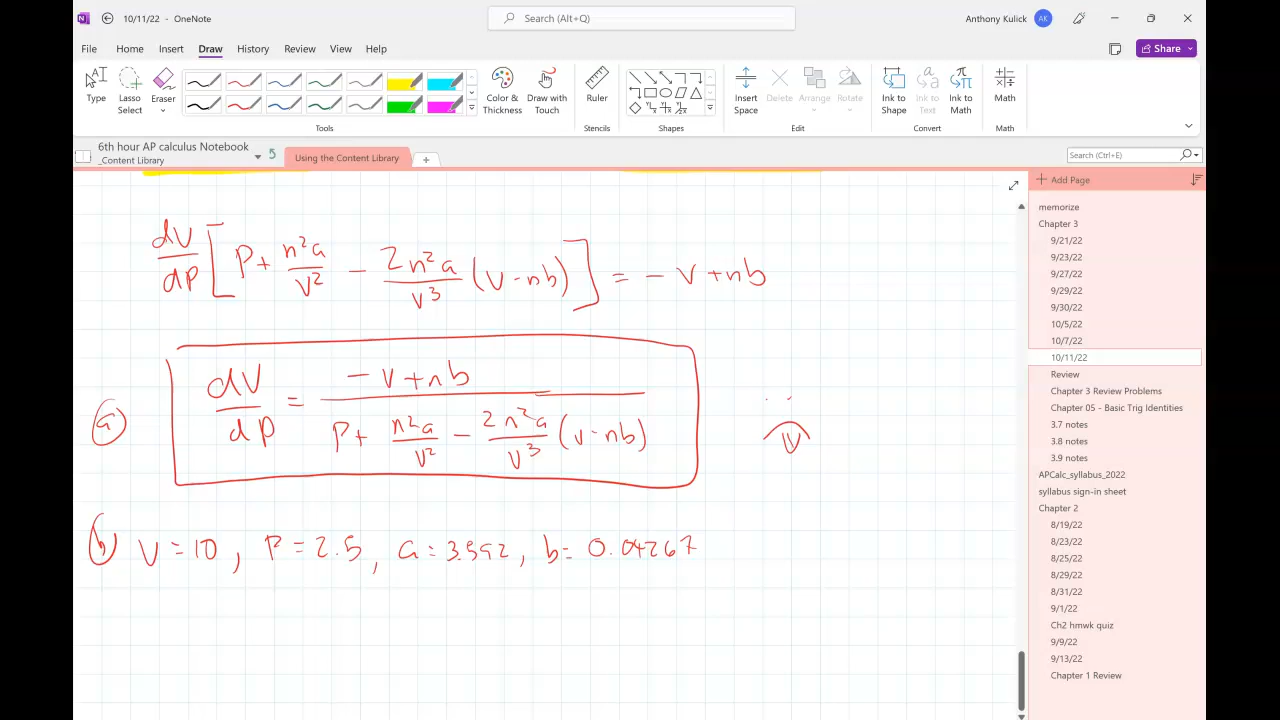 10/11/22 - OneNote
Search (Alt+Q)
Anthony Kulick
AK
File Home Insert Draw History Review View Help
Share
Type
Lasso Select
Eraser
Color & Thickness
Draw with Touch
Ruler
Insert Space
Delete
Arrange
Rotate
Ink to Shape
Ink to Text
Ink to Math
Math
Tools
Stencils
Shapes
Edit
Convert
Math
6th hour AP calculus Notebook
_Content Library
Using the Content Library
Search (Ctrl+E)
Add Page
memorize
Chapter 3
9/21/22
9/23/22
9/27/22
9/29/22
9/30/22
10/5/22
10/7/22
10/11/22
Review
Chapter 3 Review Problems
Chapter 05 - Basic Trig Identities
3.7 notes
3.8 notes
3.9 notes
APCalc_syllabus_2022
syllabus sign-in sheet
Chapter 2
8/19/22
8/23/22
8/25/22
8/29/22
8/31/22
9/1/22
Ch2 hmwk quiz
9/9/22
9/13/22
Chapter 1 Review
dV/dP [P + n²a/V² - 2n²a/V³ (V - nb)] = - V + nb
(a) dV/dP = (- V + nb)/(P + n²a/V² - 2n²a/V³ (V - nb))
(b) V = 10, P = 2.5, a = 3.592, b = 0.04267